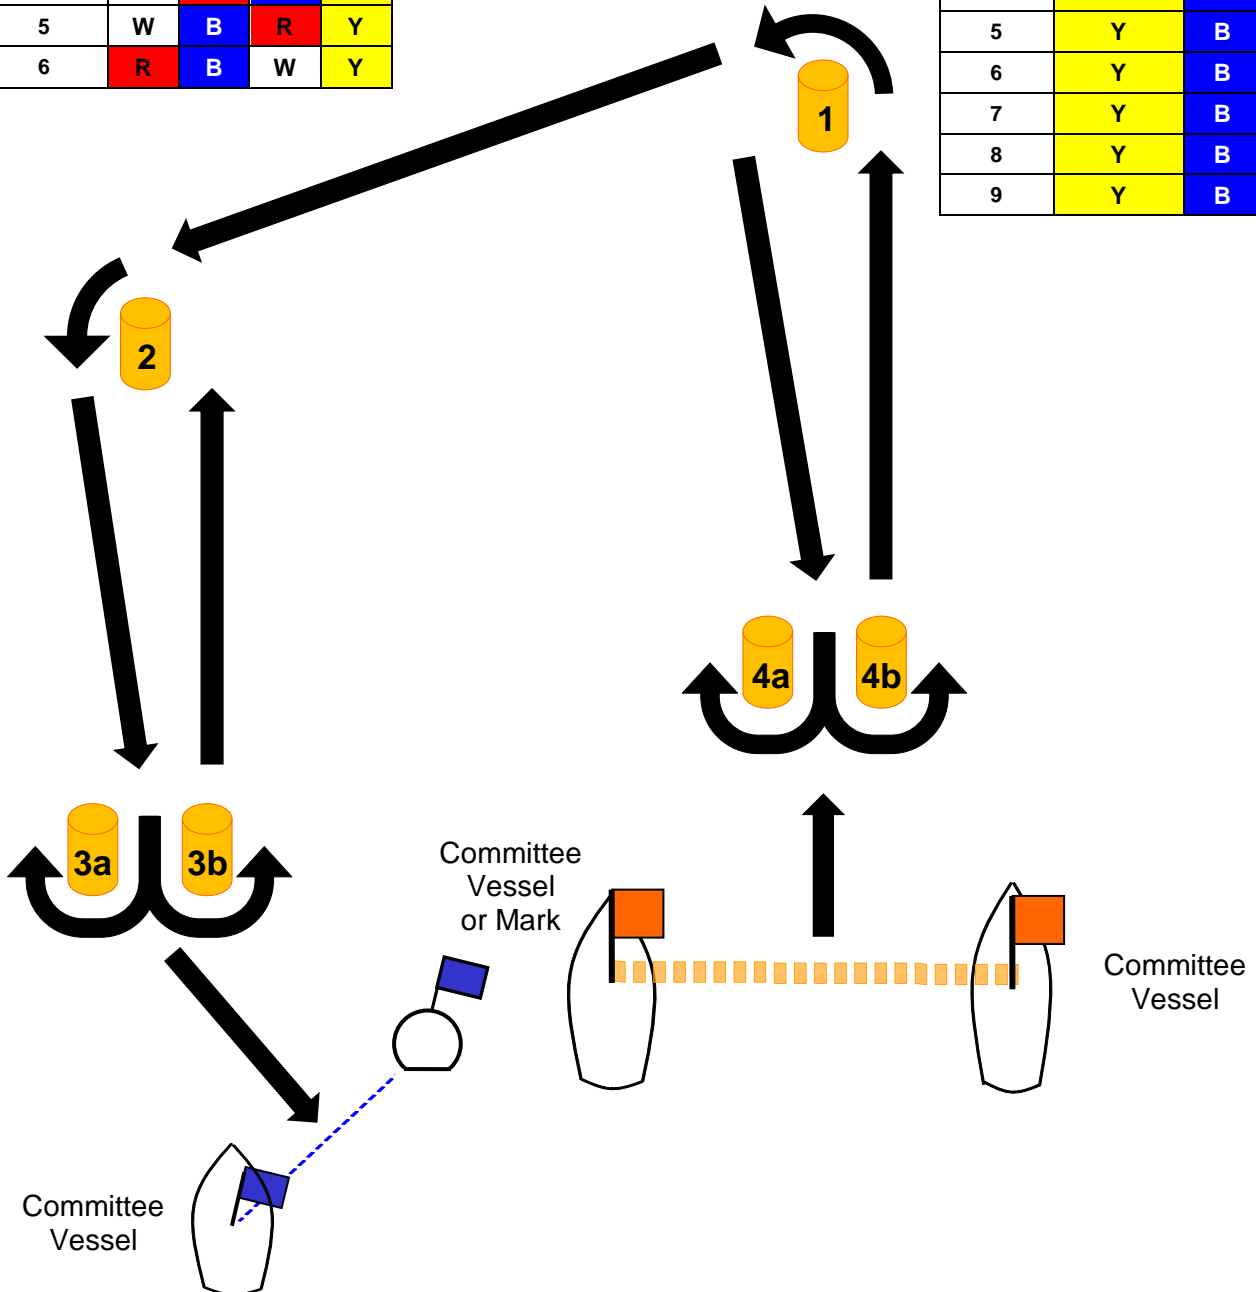 5 W B R Y
6 R B W Y
5 Y B
6 Y B
7 Y B
8 Y B
9 Y B
1
2
4a 4b
3a 3b
Committee
Vessel
or Mark
Committee
Vessel
Committee
Vessel